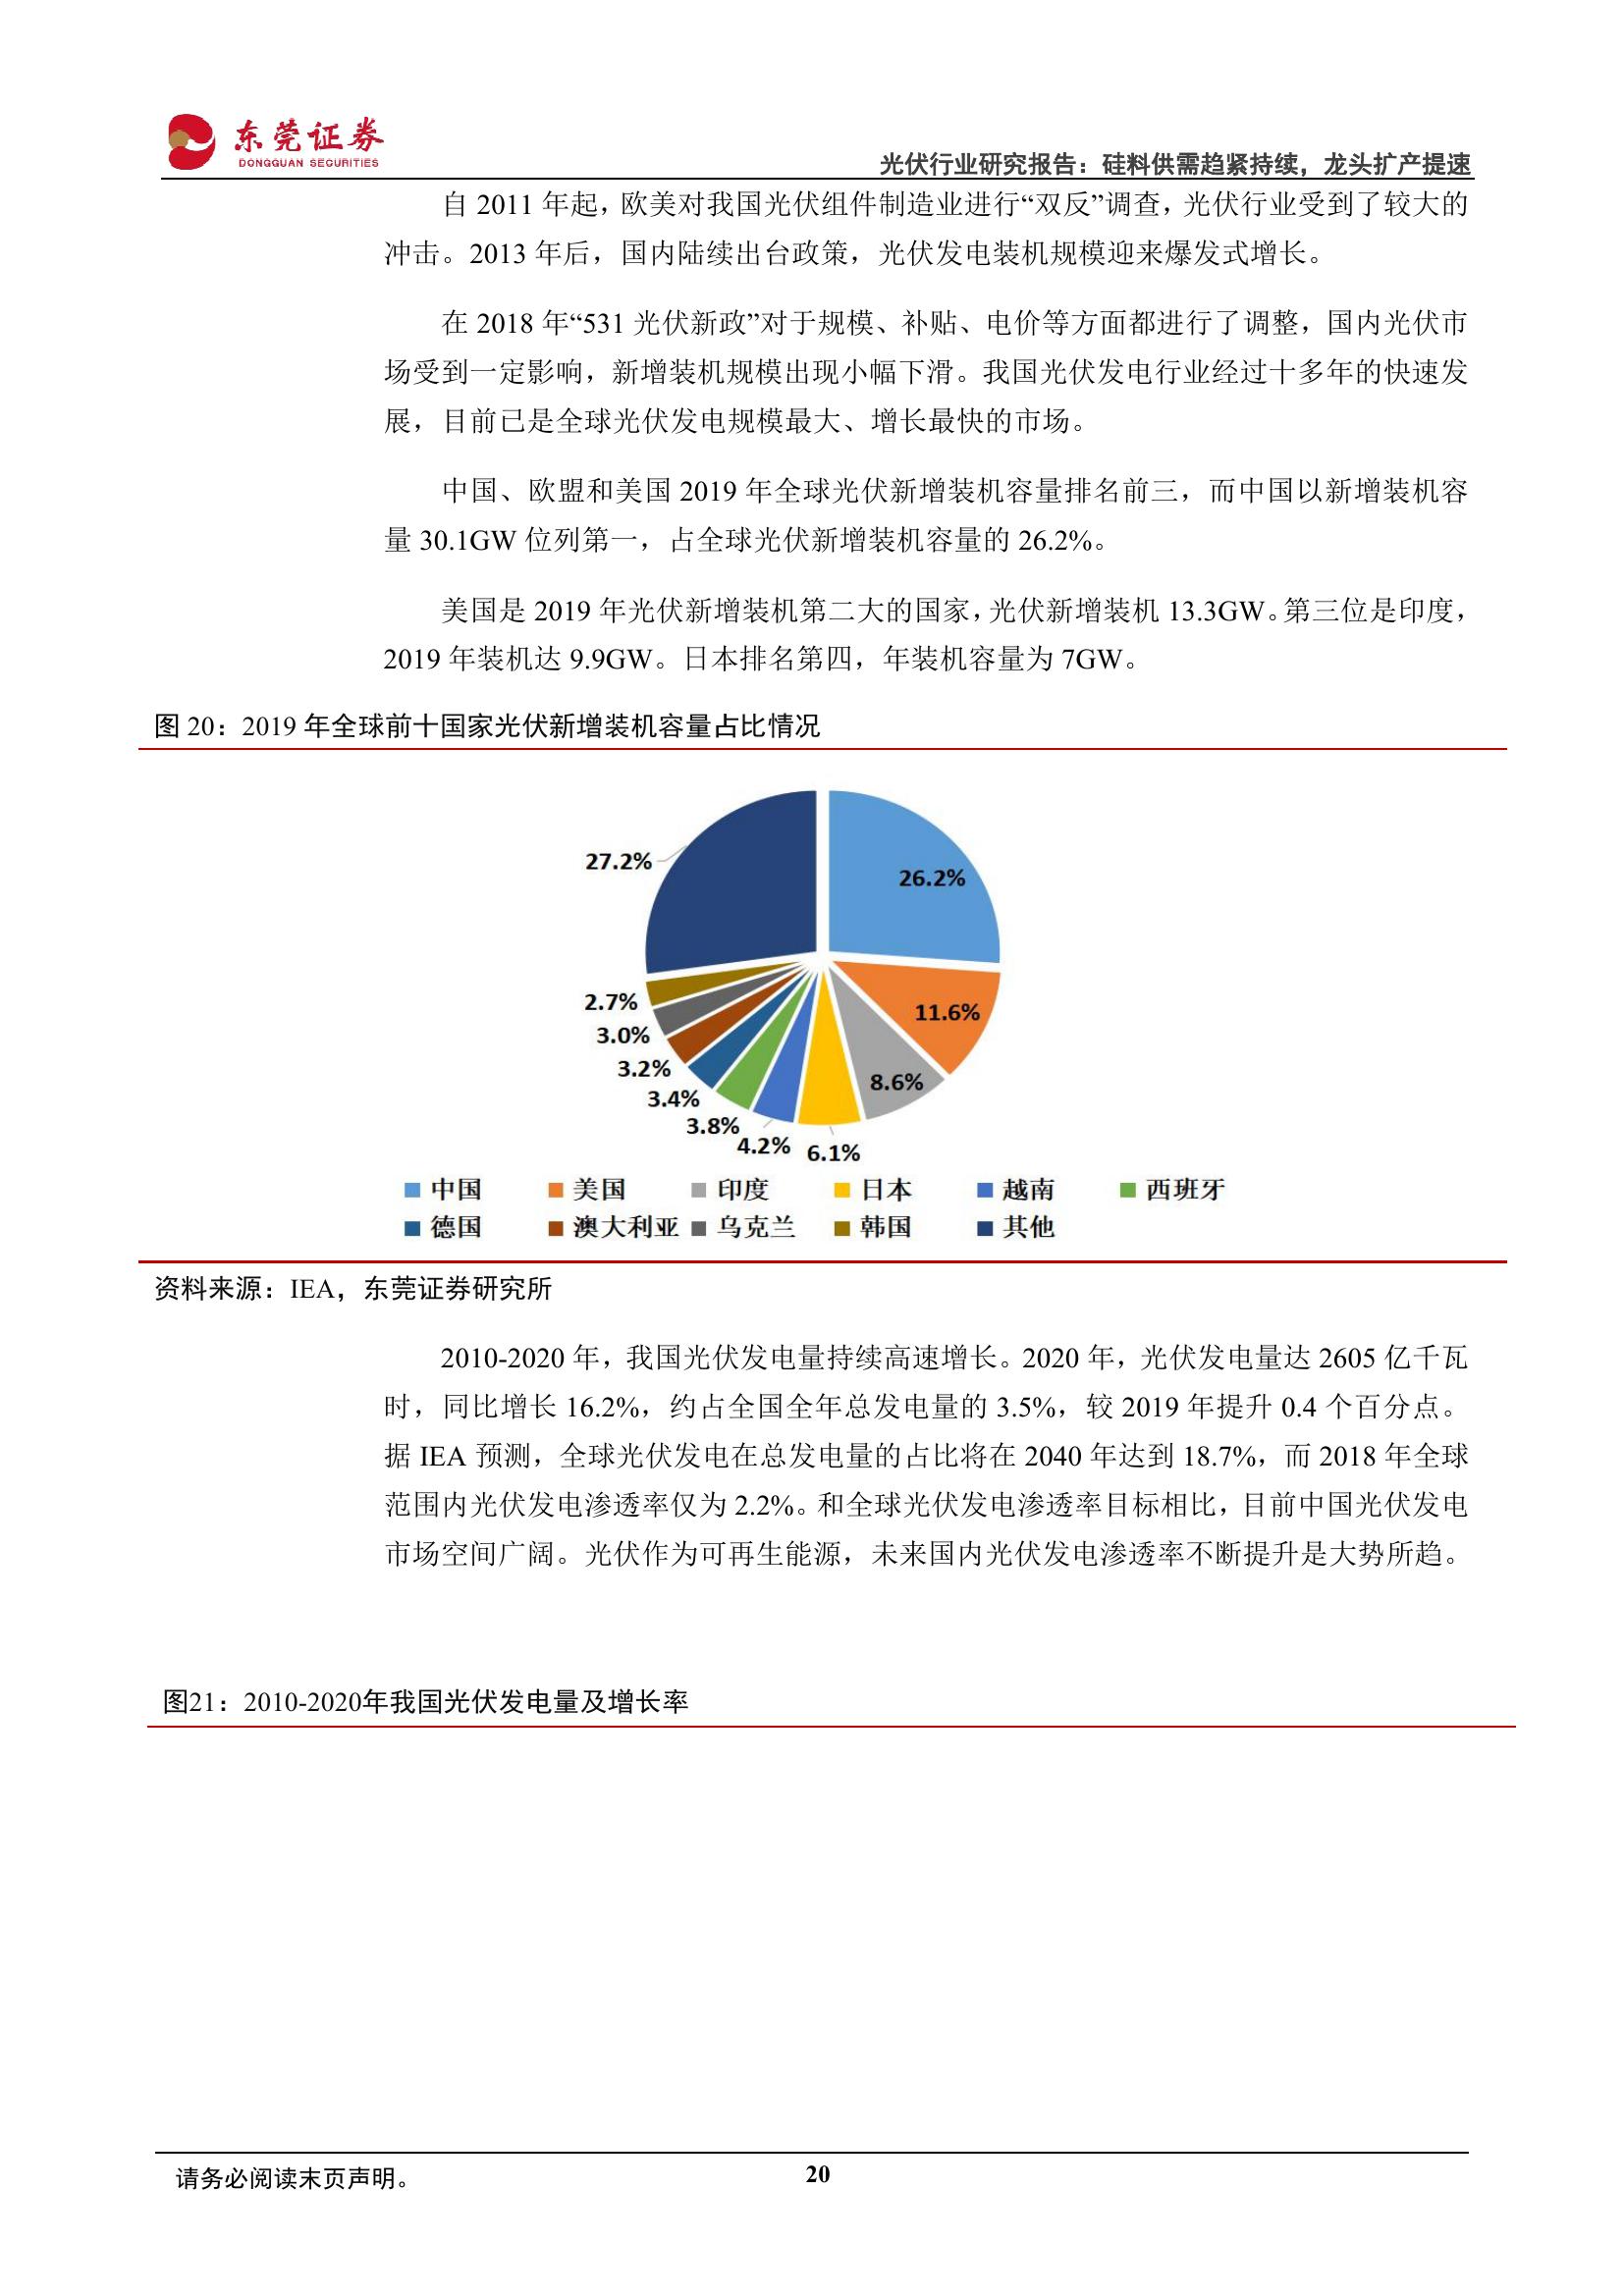 东莞证券
DONGGUAN SECURITIES
光伏行业研究报告：硅料供需趋紧持续，龙头扩产提速
自 2011 年起，欧美对我国光伏组件制造业进行“双反”调查，光伏行业受到了较大的
冲击。2013 年后，国内陆续出台政策，光伏发电装机规模迎来爆发式增长。
在 2018 年“531 光伏新政”对于规模、补贴、电价等方面都进行了调整，国内光伏市
场受到一定影响，新增装机规模出现小幅下滑。我国光伏发电行业经过十多年的快速发
展，目前已是全球光伏发电规模最大、增长最快的市场。
中国、欧盟和美国 2019 年全球光伏新增装机容量排名前三，而中国以新增装机容
量 30.1GW 位列第一，占全球光伏新增装机容量的 26.2%。
美国是 2019 年光伏新增装机第二大的国家，光伏新增装机 13.3GW。第三位是印度，
2019 年装机达 9.9GW。日本排名第四，年装机容量为 7GW。
图 20：2019 年全球前十国家光伏新增装机容量占比情况
27.2%
26.2%
2.7%
11.6%
3.0%
3.2%
8.6%
3.4%
3.8%
4.2%
6.1%
中国 美国 印度 日本 越南 西班牙
德国 澳大利亚 乌克兰 韩国 其他
资料来源：IEA，东莞证券研究所
2010-2020 年，我国光伏发电量持续高速增长。2020 年，光伏发电量达 2605 亿千瓦
时，同比增长 16.2%，约占全国全年总发电量的 3.5%，较 2019 年提升 0.4 个百分点。
据 IEA 预测，全球光伏发电在总发电量的占比将在 2040 年达到 18.7%，而 2018 年全球
范围内光伏发电渗透率仅为 2.2%。和全球光伏发电渗透率目标相比，目前中国光伏发电
市场空间广阔。光伏作为可再生能源，未来国内光伏发电渗透率不断提升是大势所趋。
图21：2010-2020年我国光伏发电量及增长率
请务必阅读末页声明。
20